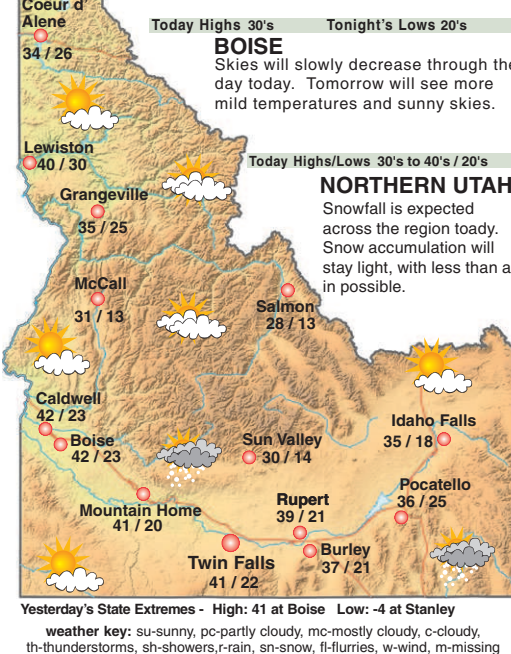 Coeur d'
Alene
34 / 26
Today Highs 30's Tonight's Lows 20's
BOISE
Skies will slowly decrease through the
day today. Tomorrow will see more
mild temperatures and sunny skies.
Lewiston
40 / 30
Today Highs/Lows 30's to 40's / 20's
NORTHERN UTAH
Snowfall is expected
across the region toady.
Snow accumulation will
stay light, with less than a
in possible.
Grangeville
35 / 25
McCall
31 / 13
Salmon
28 / 13
Caldwell
42 / 23
Boise
42 / 23
Sun Valley
30 / 14
Idaho Falls
35 / 18
Pocatello
36 / 25
Mountain Home
41 / 20
Rupert
39 / 21
Twin Falls
41 / 22
Burley
37 / 21
Yesterday's State Extremes - High: 41 at Boise Low: -4 at Stanley
weather key: su-sunny, pc-partly cloudy, mc-mostly cloudy, c-cloudy,
th-thunderstorms, sh-showers,r-rain, sn-snow, fl-flurries, w-wind, m-missing